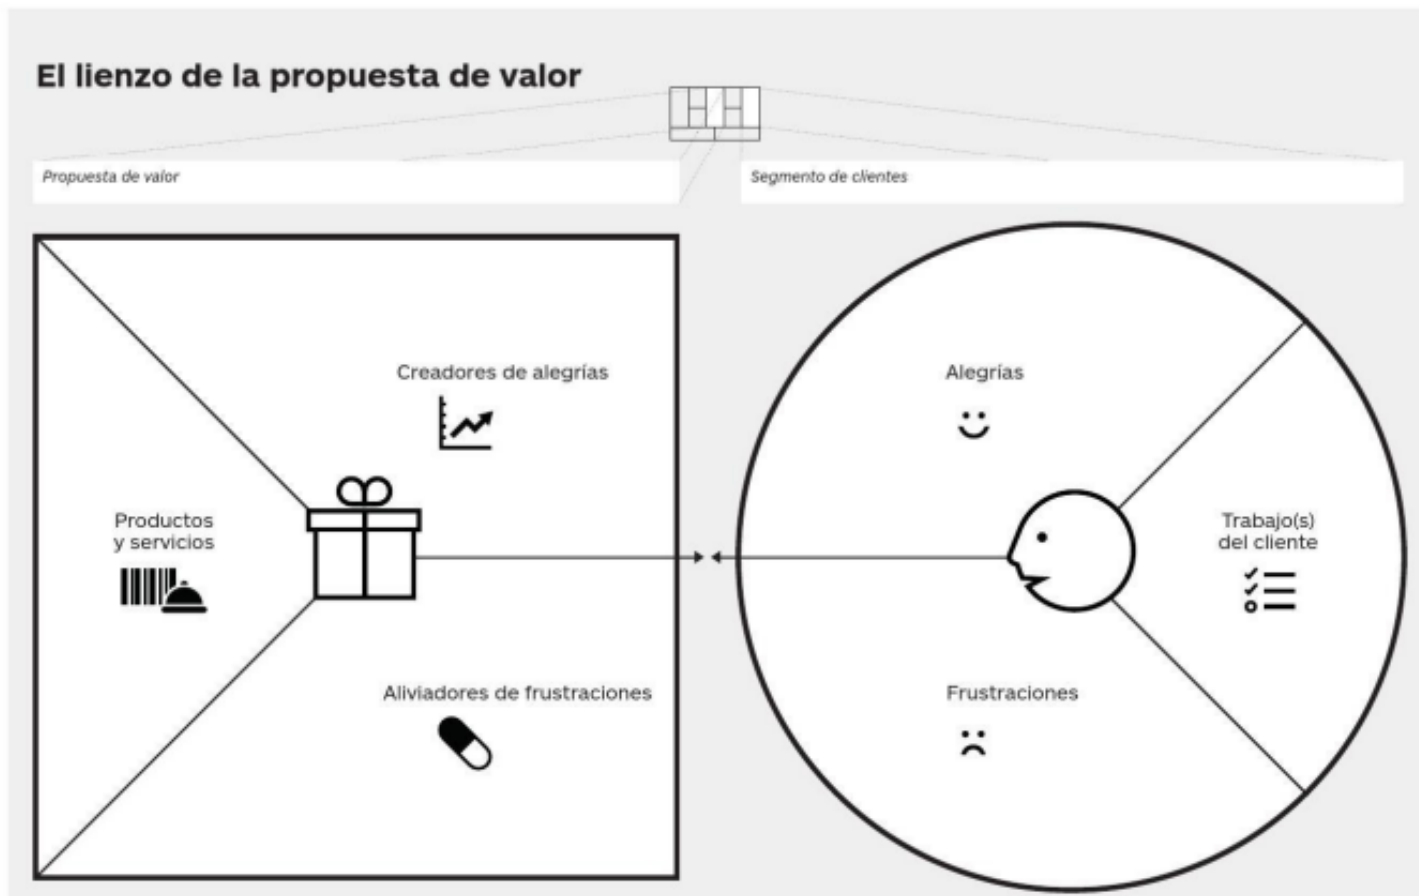 El lienzo de la propuesta de valor
Propuesta de valor
Segmento de clientes
Creadores de alegrías
Alegrías
Productos
y servicios
Trabajo(s)
del cliente
Aliviadores de frustraciones
Frustraciones